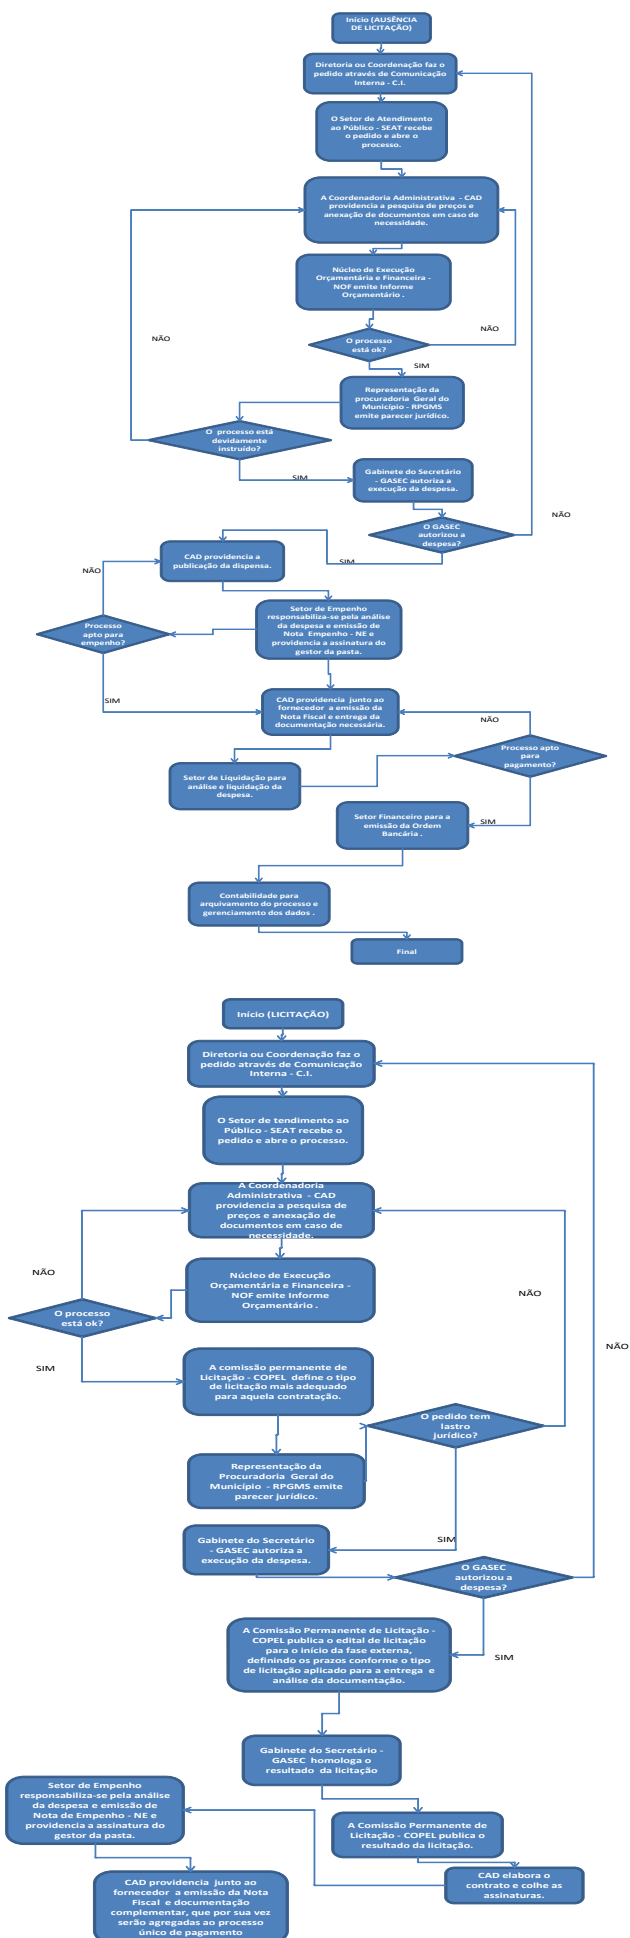 Início (AUSÊNCIA
DE LICITAÇÃO)
Diretoria ou Coordenação faz o
pedido através de Comunicação
Interna - C.I.
O Setor de Atendimento
ao Público - SEAT recebe
o pedido e abre o
processo.
A Coordenadoria Administrativa - CAD
providencia a pesquisa de preços e
anexação de documentos em caso de
necessidade.
Núcleo de Execução
Orçamentária e Financeira -
NOF emite Informe
Orçamentário .
NÃO
NÃO
O processo
está ok?
SIM
Representação da
procuradoria Geral do
Município - RPGMS
emite parecer jurídico.
O processo está
devidamente
instruido?
SIM
Gabinete do Secretário
- GASEC autoriza a
execução da despesa.
NÃO
O GASEC
autorizou a
despesa?
SIM
CAD providencia a
publicação da dispensa.
NÃO
Setor de Empenho
responsabiliza-se pela análise
da despesa e emissão de
Nota Empenho - NE e
providencia a assinatura do
gestor da pasta.
Processo
apto para
empenho?
SIM
CAD providencia junto ao
fornecedor a emissão da
Nota Fiscal e entrega da
documentação necessária.
NÃO
Processo apto
para
pagamento?
Setor de Liquidação para
análise e liquidação da
despesa.
SIM
Setor Financeiro para a
emissão da Ordem
Bancária .
Contabilidade para
arquivamento do processo e
gerenciamento dos dados .
Final
Início (LICITAÇÃO)
Diretoria ou Coordenação faz o
pedido através de Comunicação
Interna - C.I.
O Setor de tendimento ao
Público - SEAT recebe o
pedido e abre o processo.
A Coordenadoria
Administrativa - CAD
providencia a pesquisa de
preços e anexação de
documentos em caso de
necessidade.
NÃO
Núcleo de Execução
Orçamentária e Financeira -
NOF emite Informe
Orçamentário .
NÃO
O processo
está ok?
NÃO
SIM
A comissão permanente de
Licitação - COPEL define o tipo
de licitação mais adequado
para aquela contratação.
O pedido tem
lastro
jurídico?
Representação da
Procuradoria Geral do
Município - RPGMS emite
parecer jurídico.
SIM
Gabinete do Secretário
- GASEC autoriza a
execução da despesa.
O GASEC
autorizou a
despesa?
SIM
A Comissão Permanente de Licitação -
COPEL publica o edital de licitação
para o início da fase externa,
definindo os prazos conforme o tipo
de licitação aplicado para a entrega e
análise da documentação.
Gabinete do Secretário -
GASEC homologa o
resultado da licitação
Setor de Empenho
responsabiliza-se pela análise
da despesa e emissão de
Nota de Empenho - NE e
providencia a assinatura do
gestor da pasta.
A Comissão Permanente de
Licitação - COPEL publica o
resultado da licitação.
CAD elabora o
contrato e colhe as
assinaturas.
CAD providencia junto ao
fornecedor a emissão da Nota
Fiscal e documentação
complementar, que por sua vez
serão agregadas ao processo
único de pagamento